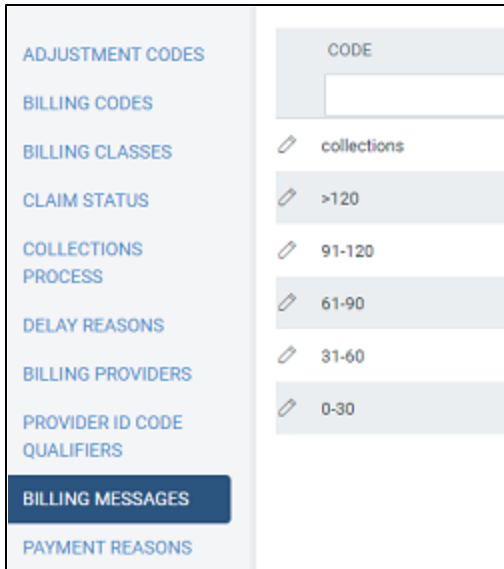 ADJUSTMENT CODES
BILLING CODES
BILLING CLASSES
CLAIM STATUS
COLLECTIONS
PROCESS
DELAY REASONS
BILLING PROVIDERS
PROVIDER ID CODE
QUALIFIERS
BILLING MESSAGES
PAYMENT REASONS
CODE
collections
>120
91-120
61-90
31-60
0-30